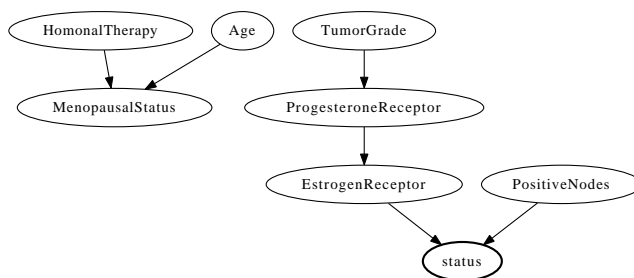 HomonalTherapy
Age
TumorGrade
MenopausalStatus
ProgesteroneReceptor
EstrogenReceptor
PositiveNodes
status